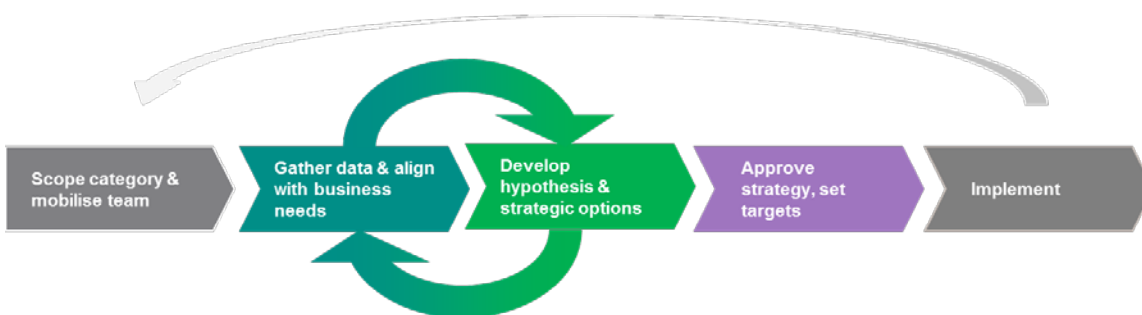 Scope category &
mobilise team
Gather data & align
with business
needs
Develop
hypothesis &
strategic options
Approve
strategy, set
targets
Implement